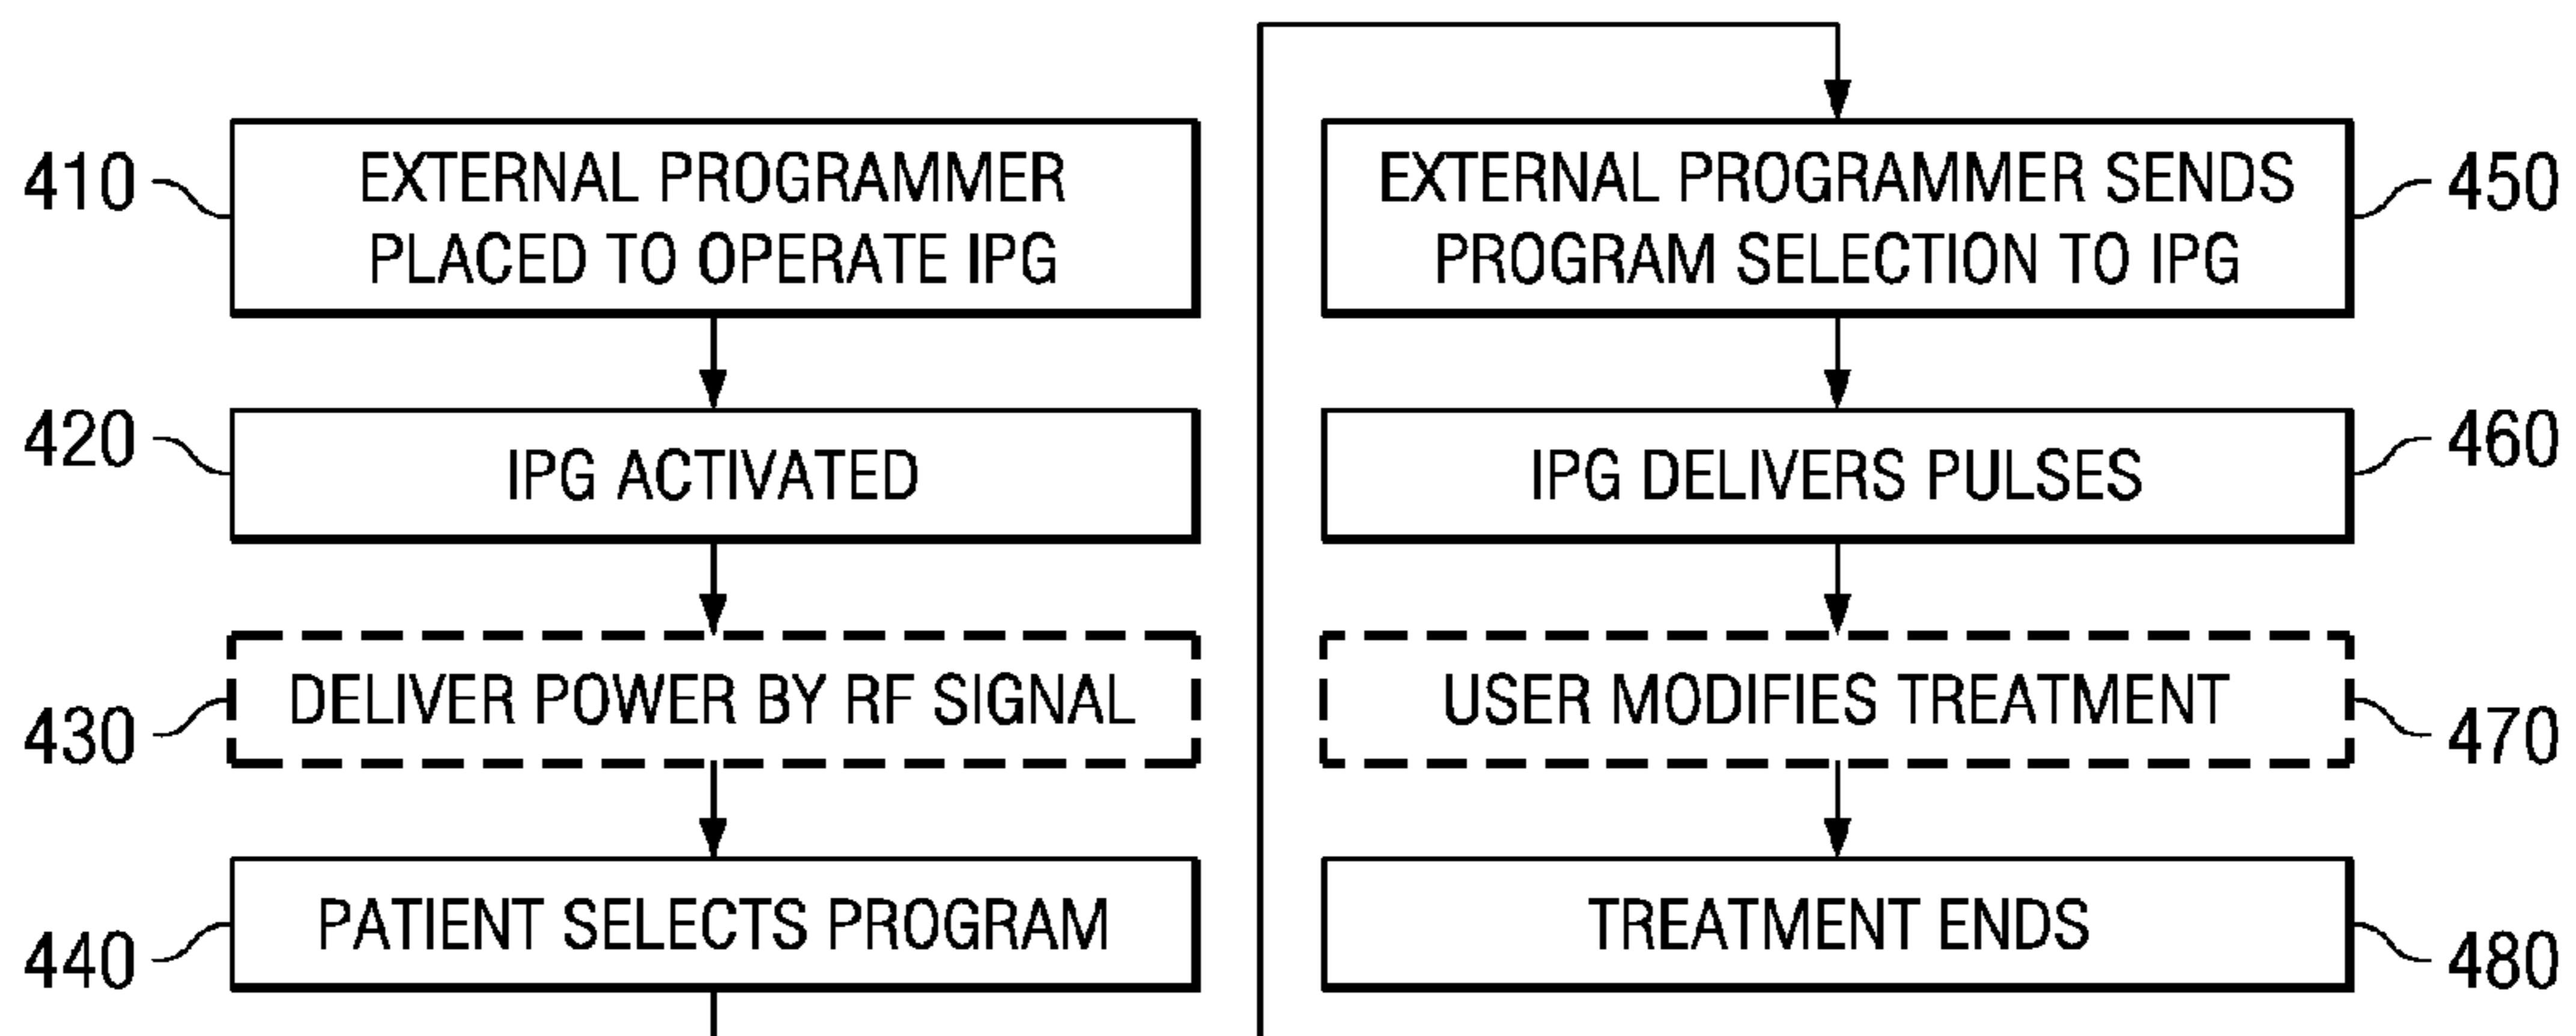 410
EXTERNAL PROGRAMMER
PLACED TO OPERATE IPG
420
IPG ACTIVATED
430
DELIVER POWER BY RF SIGNAL
440
PATIENT SELECTS PROGRAM
EXTERNAL PROGRAMMER SENDS
PROGRAM SELECTION TO IPG
450
IPG DELIVERS PULSES
460
USER MODIFIES TREATMENT
470
TREATMENT ENDS
480